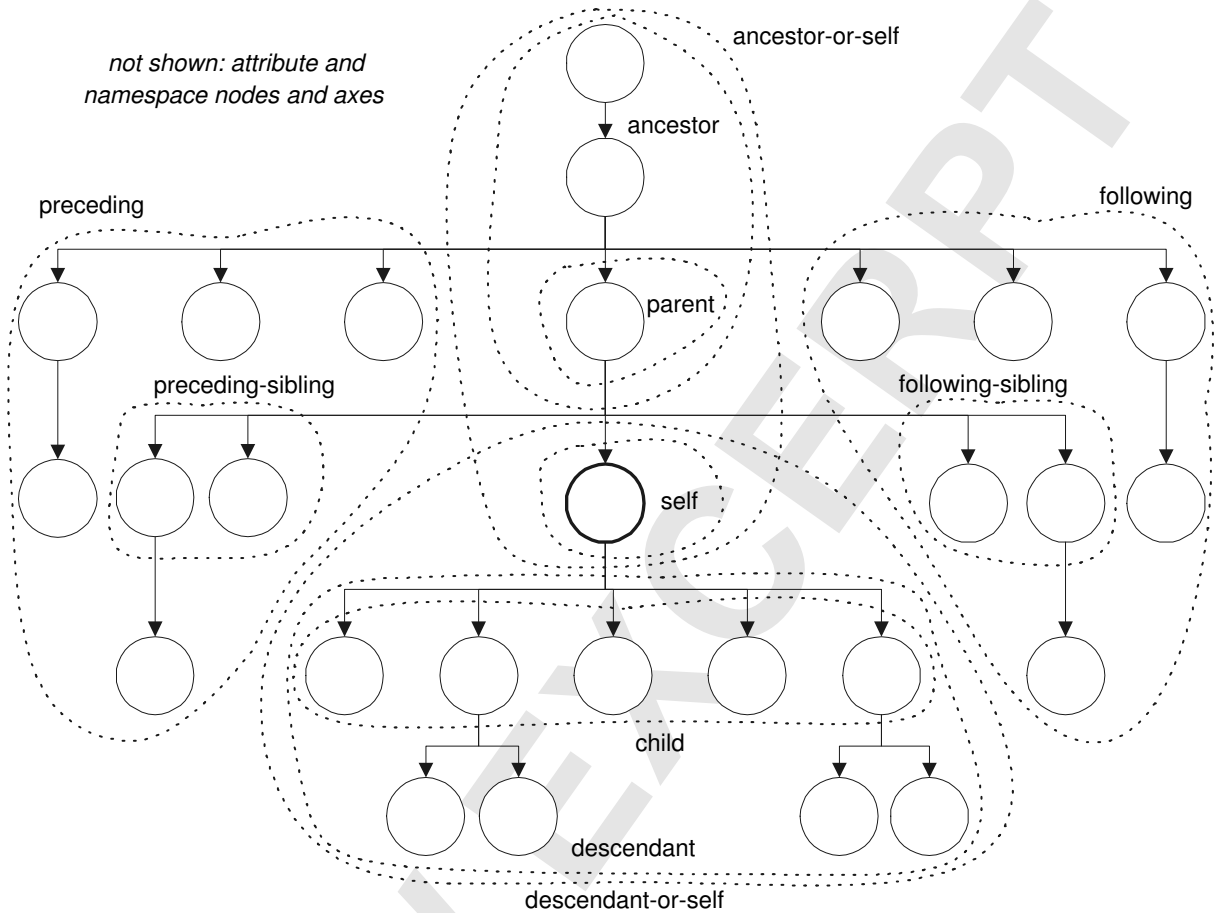 ancestor-or-self
not shown: attribute and
namespace nodes and axes
ancestor
preceding
following
parent
preceding-sibling
following-sibling
self
child
descendant
descendant-or-self
EXCERPT